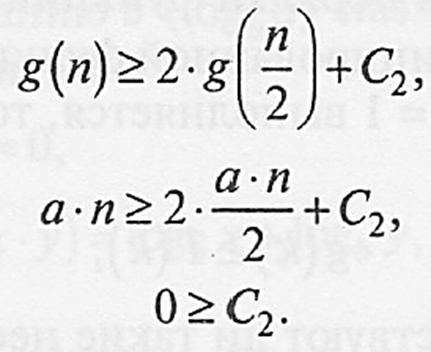 g(n) ≥ 2·g(n/2) + C₂,
a·n ≥ 2·(a·n)/2 + C₂,
0 ≥ C₂.